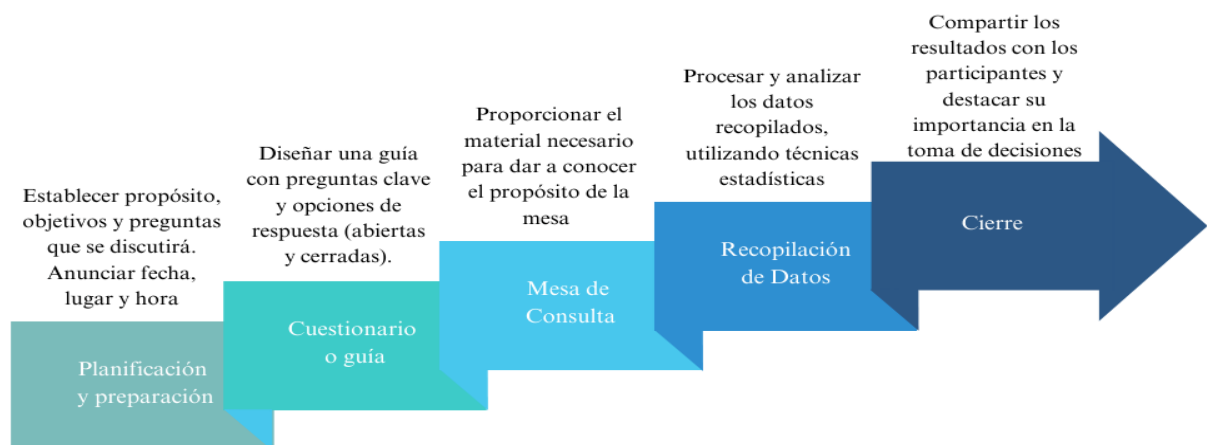 Establecer propósito,
objetivos y preguntas
que se discutirá.
Anunciar fecha,
lugar y hora
Planificación
y preparación
Diseñar una guía
con preguntas clave
y opciones de
respuesta (abiertas
y cerradas).
Cuestionario
o guía
Proporcionar el
material necesario
para dar a conocer
el propósito de la
mesa
Mesa de
Consulta
Procesar y analizar
los datos
recopilados,
utilizando técnicas
estadísticas
Recopilación
de Datos
Compartir los
resultados con los
participantes y
destacar su
importancia en la
toma de decisiones
Cierre